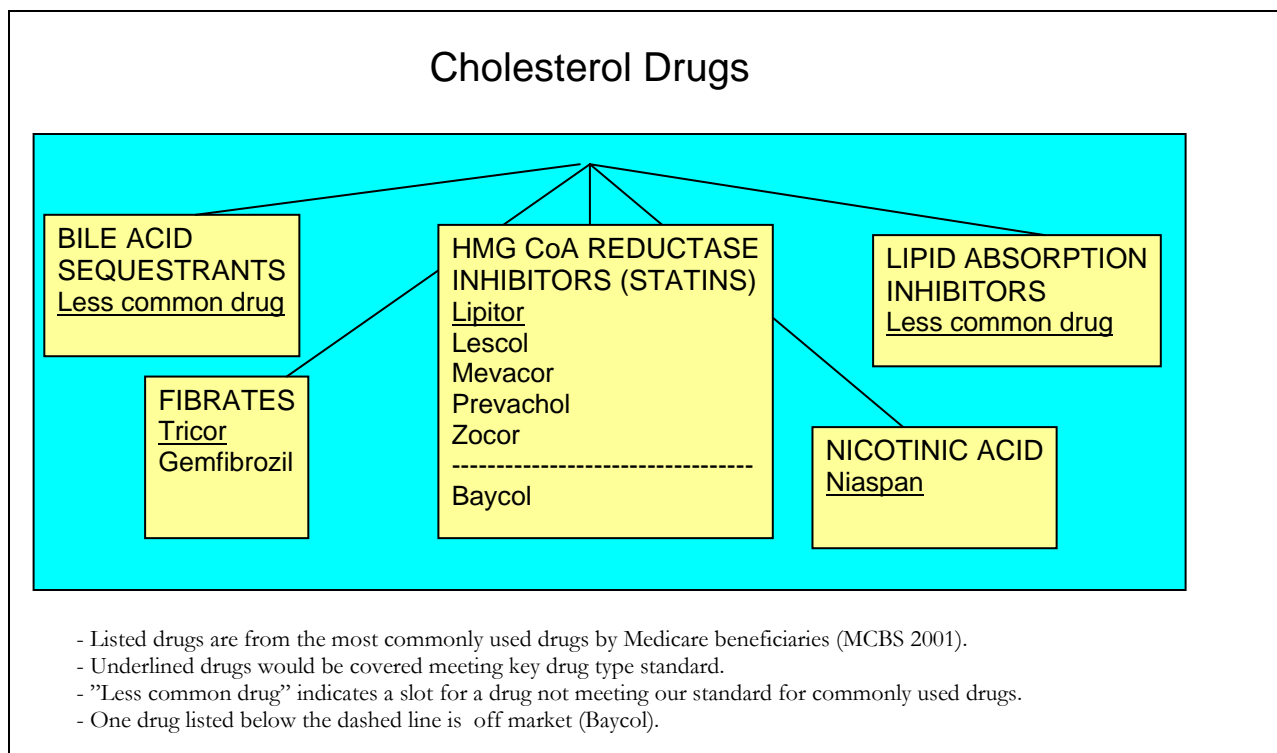 Cholesterol Drugs
BILE ACID
SEQUESTRANTS
Less common drug
FIBRATES
Tricor
Gemfibrozil
HMG CoA REDUCTASE
INHIBITORS (STATINS)
Lipitor
Lescol
Mevacor
Prevachol
Zocor
----------------------------------
Baycol
LIPID ABSORPTION
INHIBITORS
Less common drug
NICOTINIC ACID
Niaspan
- Listed drugs are from the most commonly used drugs by Medicare beneficiaries (MCBS 2001).
- Underlined drugs would be covered meeting key drug type standard.
- ”Less common drug” indicates a slot for a drug not meeting our standard for commonly used drugs.
- One drug listed below the dashed line is off market (Baycol).